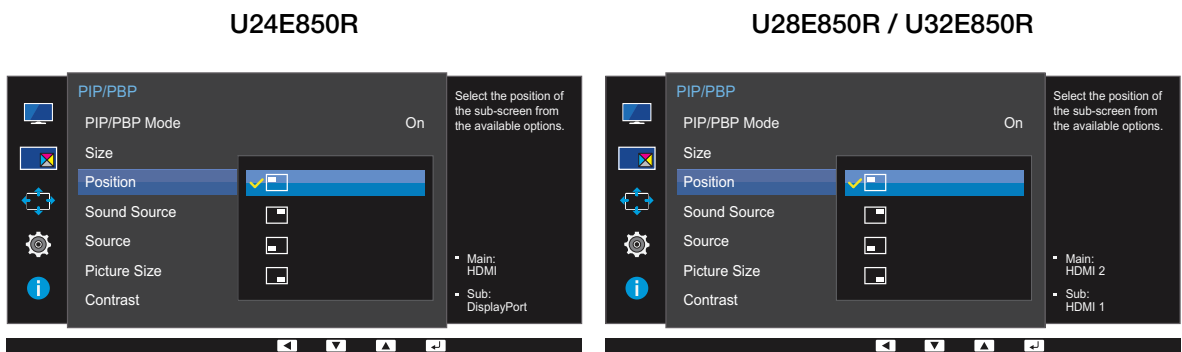 U24E850R
PIP/PBP
PIP/PBP Mode On
Size
Position
Sound Source
Source
Picture Size
Contrast
Select the position of
the sub-screen from
the available options.
Main:
HDMI
Sub:
DisplayPort
U28E850R / U32E850R
PIP/PBP
PIP/PBP Mode On
Size
Position
Sound Source
Source
Picture Size
Contrast
Select the position of
the sub-screen from
the available options.
Main:
HDMI 2
Sub:
HDMI 1